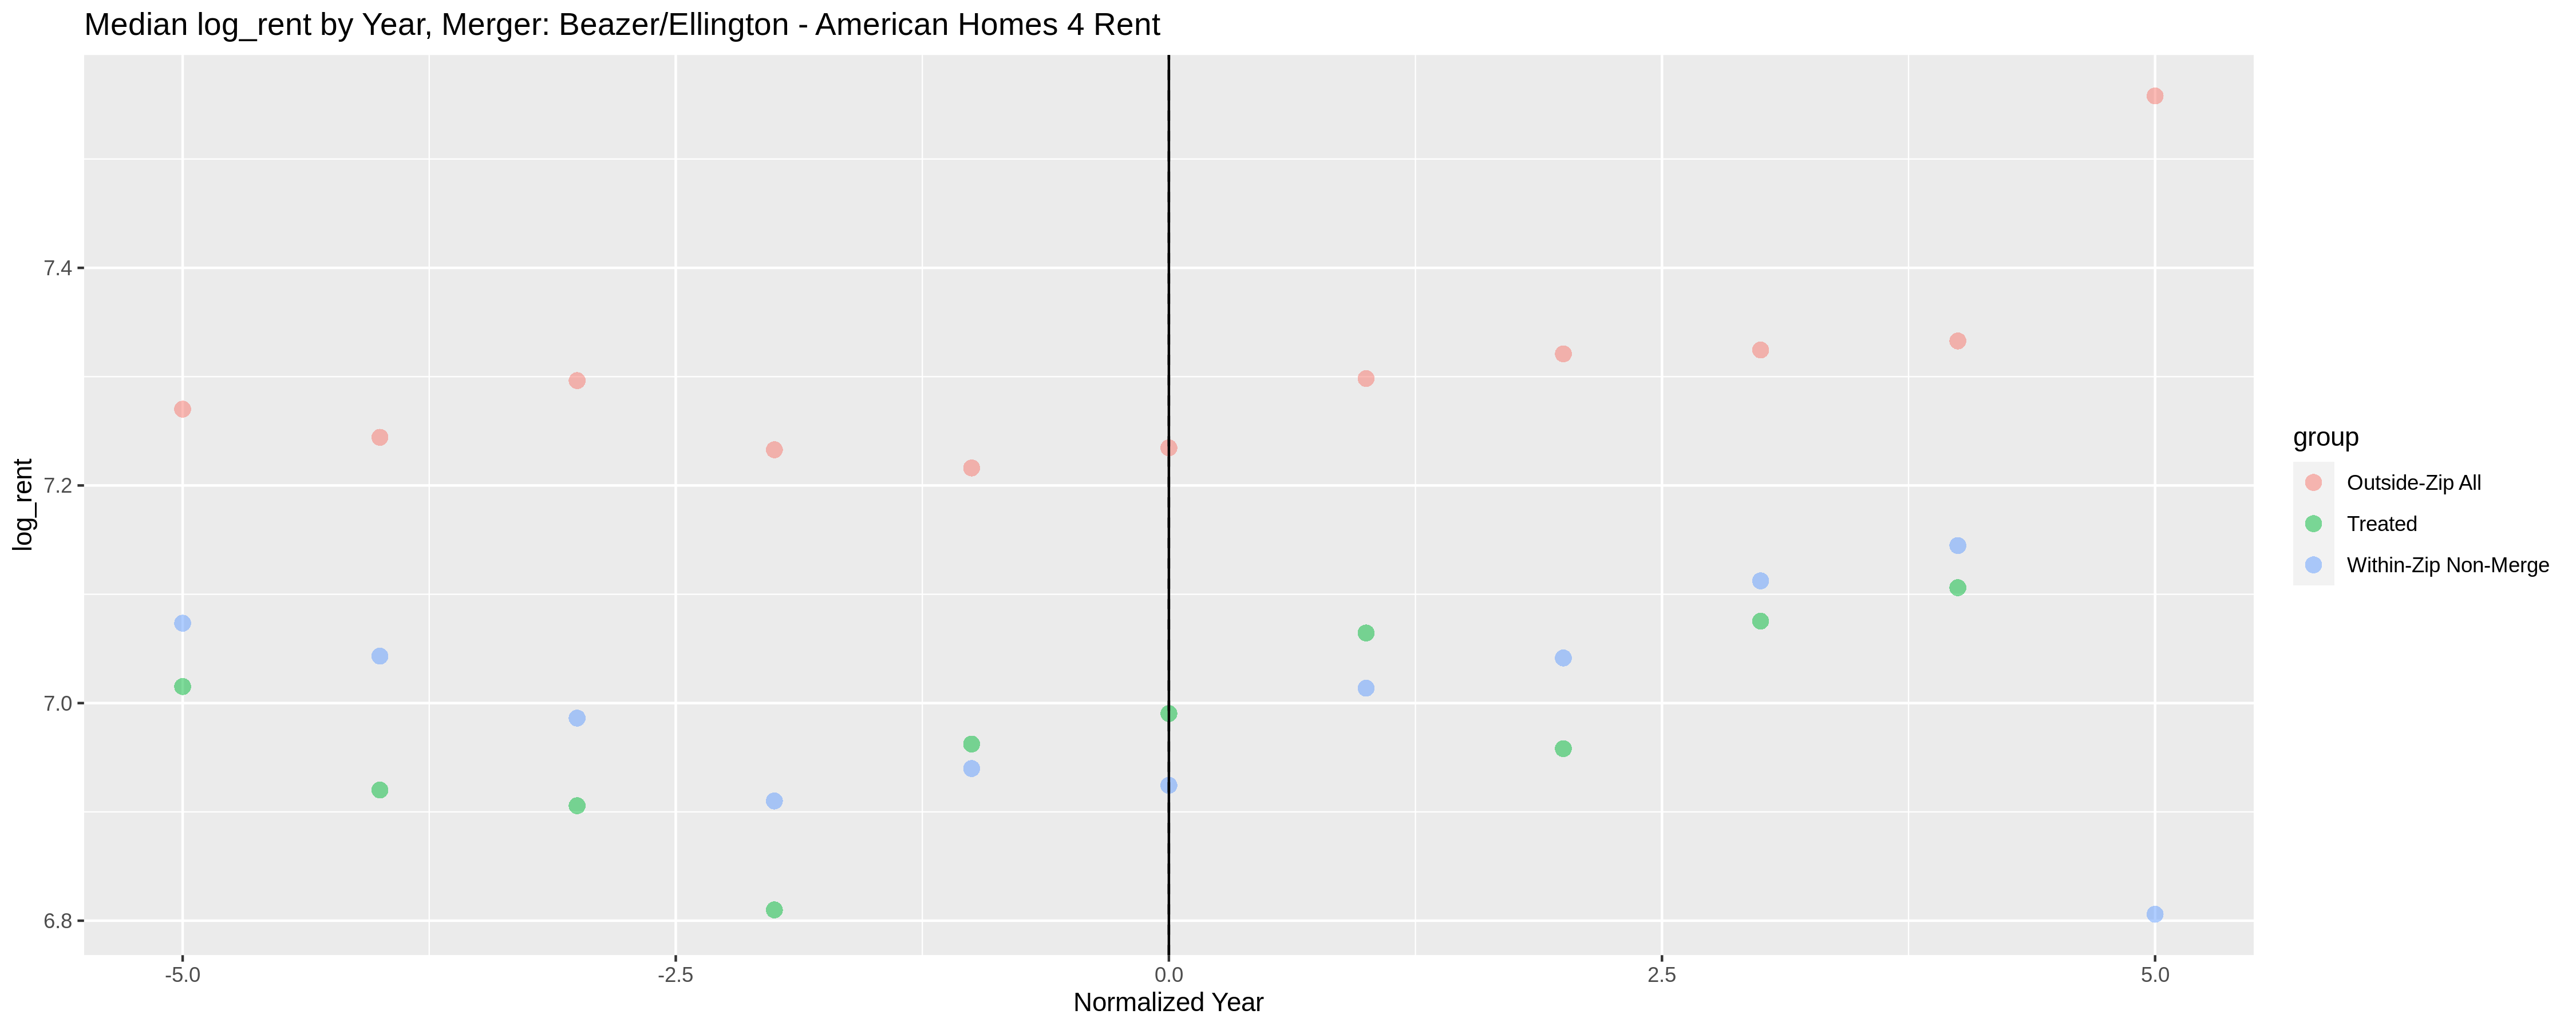 Median log_rent by Year, Merger: Beazer/Ellington - American Homes 4 Rent
log_rent
7.4
7.2
7.0
6.8
-5.0
-2.5
0.0
2.5
5.0
Normalized Year
group
Outside-Zip All
Treated
Within-Zip Non-Merge